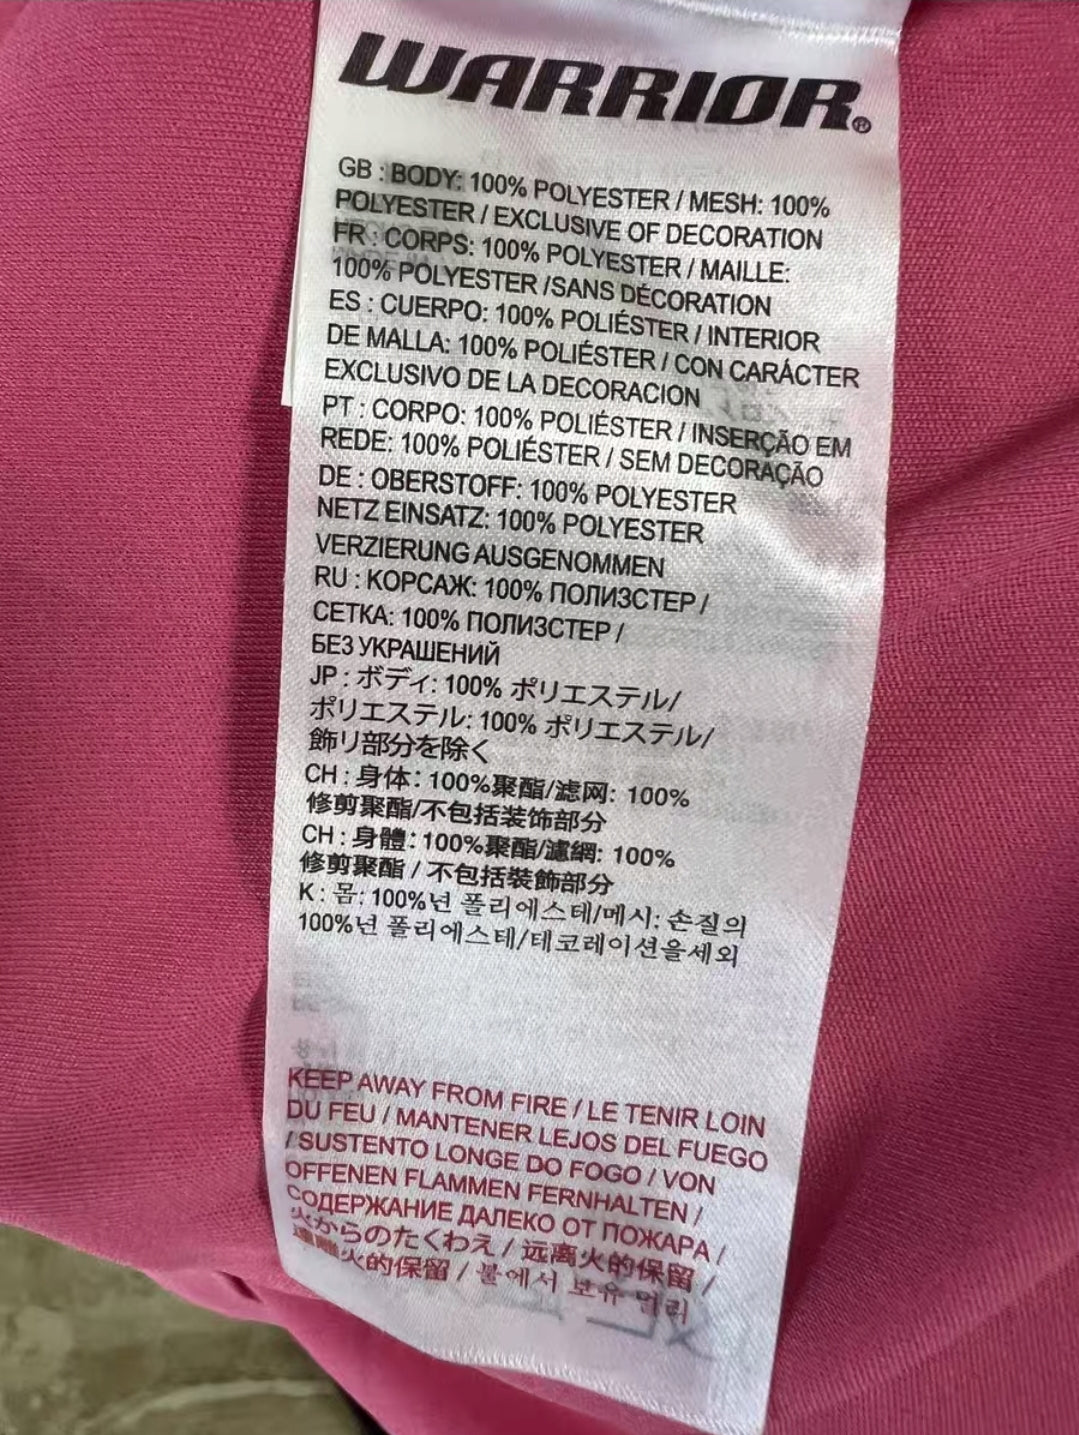 WARRIOR®
GB : BODY: 100% POLYESTER / MESH: 100%
POLYESTER / EXCLUSIVE OF DECORATION
FR : CORPS: 100% POLYESTER / MAILLE:
100% POLYESTER /SANS DÉCORATION
ES : CUERPO: 100% POLIÉSTER / INTERIOR
DE MALLA: 100% POLIÉSTER / CON CARÁCTER
EXCLUSIVO DE LA DECORACION
PT : CORPO: 100% POLIÉSTER / INSERÇÃO EM
REDE: 100% POLIÉSTER / SEM DECORAÇÃO
DE : OBERSTOFF: 100% POLYESTER
NETZ EINSATZ: 100% POLYESTER
VERZIERUNG AUSGENOMMEN
RU : КОРСАЖ: 100% ПОЛИЗСТЕР /
СЕТКА: 100% ПОЛИЗСТЕР /
БЕЗ УКРАШЕНИЙ
JP : ボディ: 100% ポリエステル/
ポリエステル: 100% ポリエステル/
飾り部分を除く
CH : 身体: 100%聚酯/滤网: 100%
修剪聚酯/不包括装饰部分
CH : 身體: 100%聚酯/濾網: 100%
修剪聚酯 / 不包括裝飾部分
K : 몸: 100%년 폴리에스테/메시: 손질의
100%년 폴리에스테/테코레이션을세외
KEEP AWAY FROM FIRE / LE TENIR LOIN
DU FEU / MANTENER LEJOS DEL FUEGO
/ SUSTENTO LONGE DO FOGO / VON
OFFENEN FLAMMEN FERNHALTEN /
СОДЕРЖАНИЕ ДАЛЕКО ОТ ПОЖАРА /
火からのたくわえ / 远离火的保留 /
遠離火的保留 / 불에서 보유 멀리